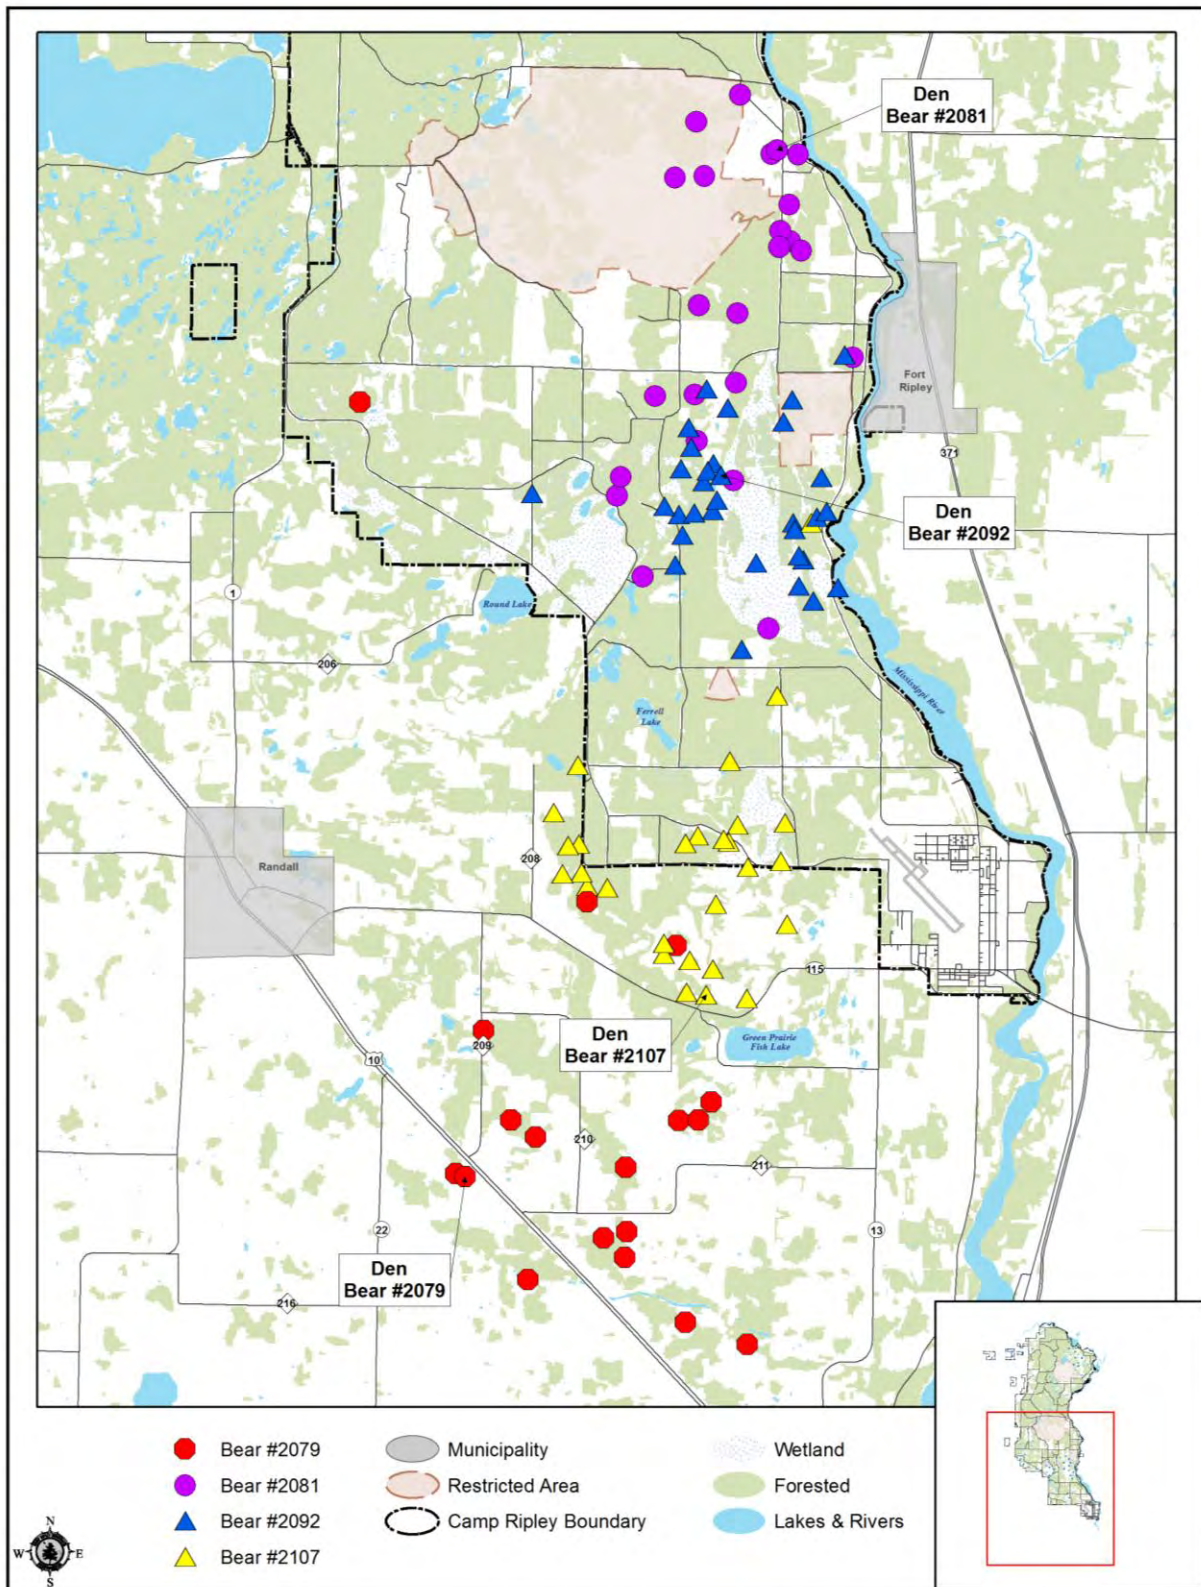 Den
Bear #2081
Fort
Ripley
371
Den
Bear #2092
1
Round Lake
206
Mississippi River
Ferrell
Lake
Randall
208
115
Den
Bear #2107
Green Prairie
Fish Lake
209
10
210
211
22
13
Den
Bear #2079
216
Bear #2079
Bear #2081
Bear #2092
Bear #2107
Municipality
Restricted Area
Camp Ripley Boundary
Wetland
Forested
Lakes & Rivers
N
W E
S